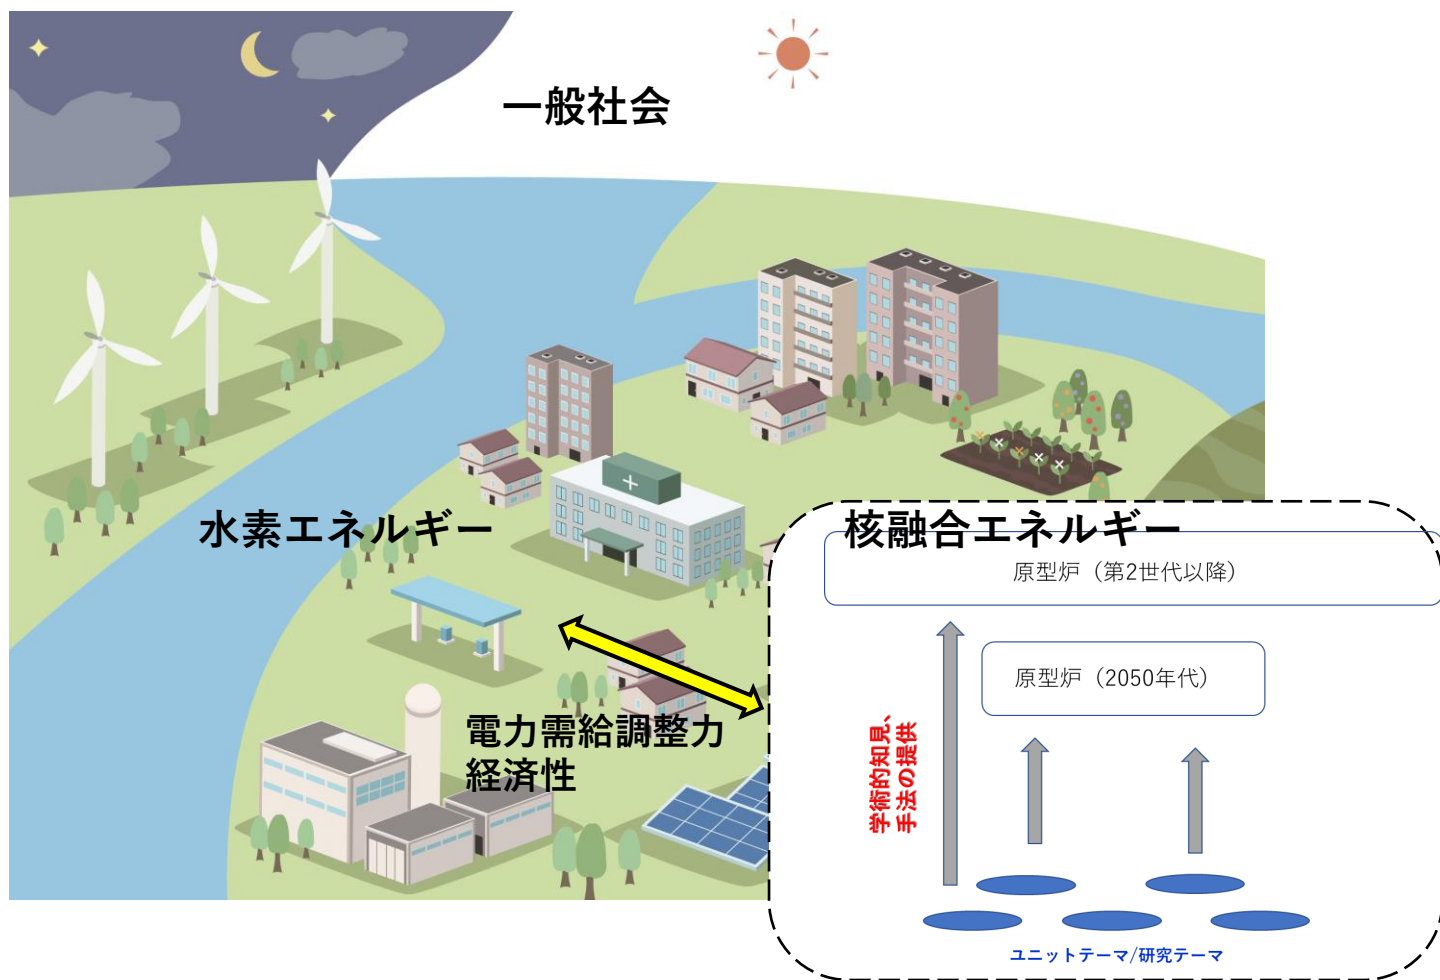 一般社会
水素エネルギー
核融合エネルギー
原型炉（第2世代以降）
原型炉（2050年代）
電力需給調整力
経済性
学術的知見、
手法の提供
ユニットテーマ/研究テーマ